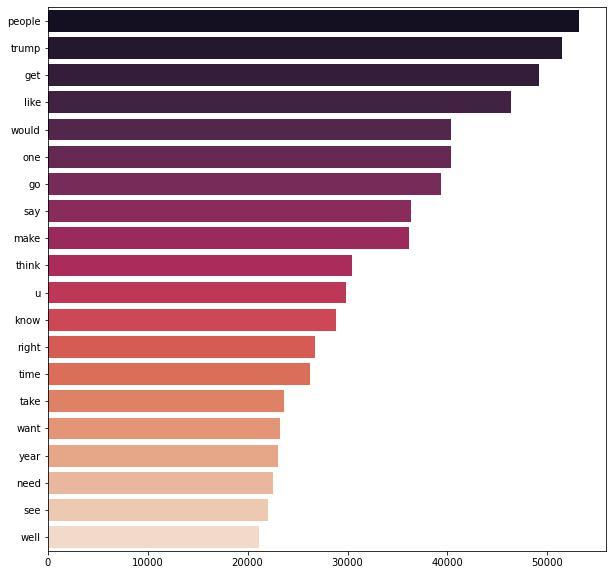 people
trump
get
like
would
one
go
say
make
think
u
know
right
time
take
want
year
need
see
well
0 10000 20000 30000 40000 50000